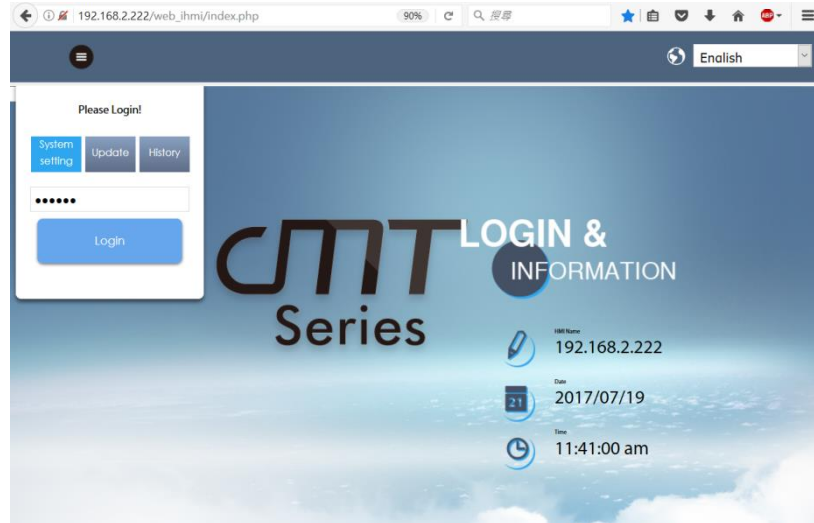 192.168.2.222/web_ihmi/index.php
90%
搜尋
ABP
English
Please Login!
System setting
Update
History
••••••
Login
cMT
Series
LOGIN &
INFORMATION
HMI Name
192.168.2.222
Date
21
2017/07/19
Time
11:41:00 am